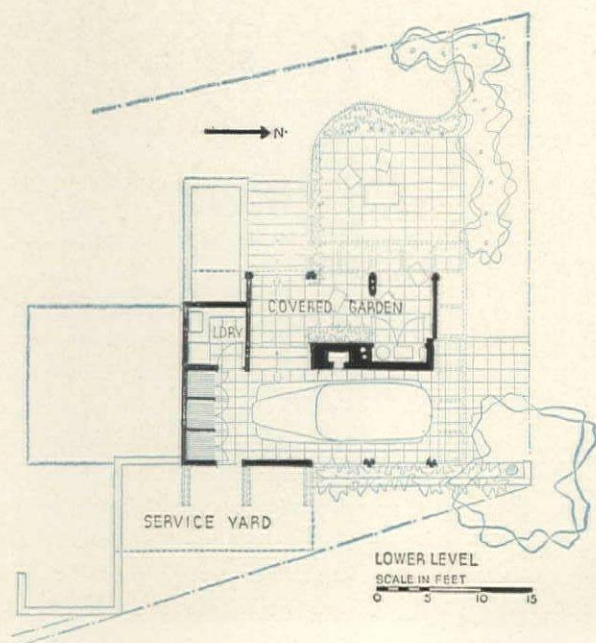 N.
COVERED GARDEN
LDRY
SERVICE YARD
LOWER LEVEL
SCALE IN FEET
0 5 10 15